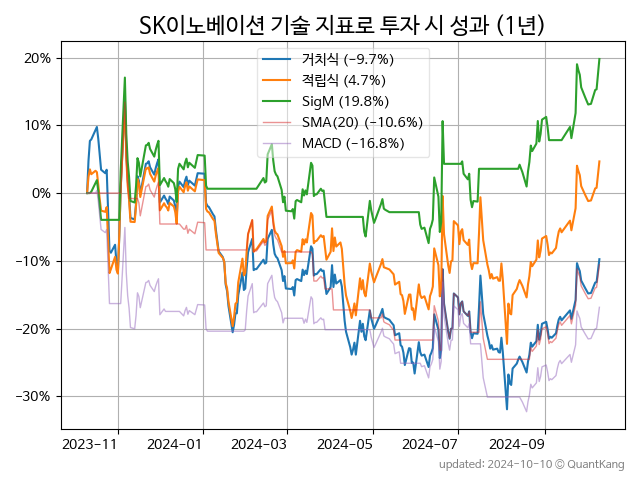 SK이노베이션 기술 지표로 투자 시 성과 (1년)
거치식 (−9.7%)
적립식 (4.7%)
SigM (19.8%)
SMA(20) (−10.6%)
MACD (−16.8%)
20%
10%
0%
−10%
−20%
−30%
2023-11 2024-01 2024-03 2024-05 2024-07 2024-09
updated: 2024-10-10 © QuantKang